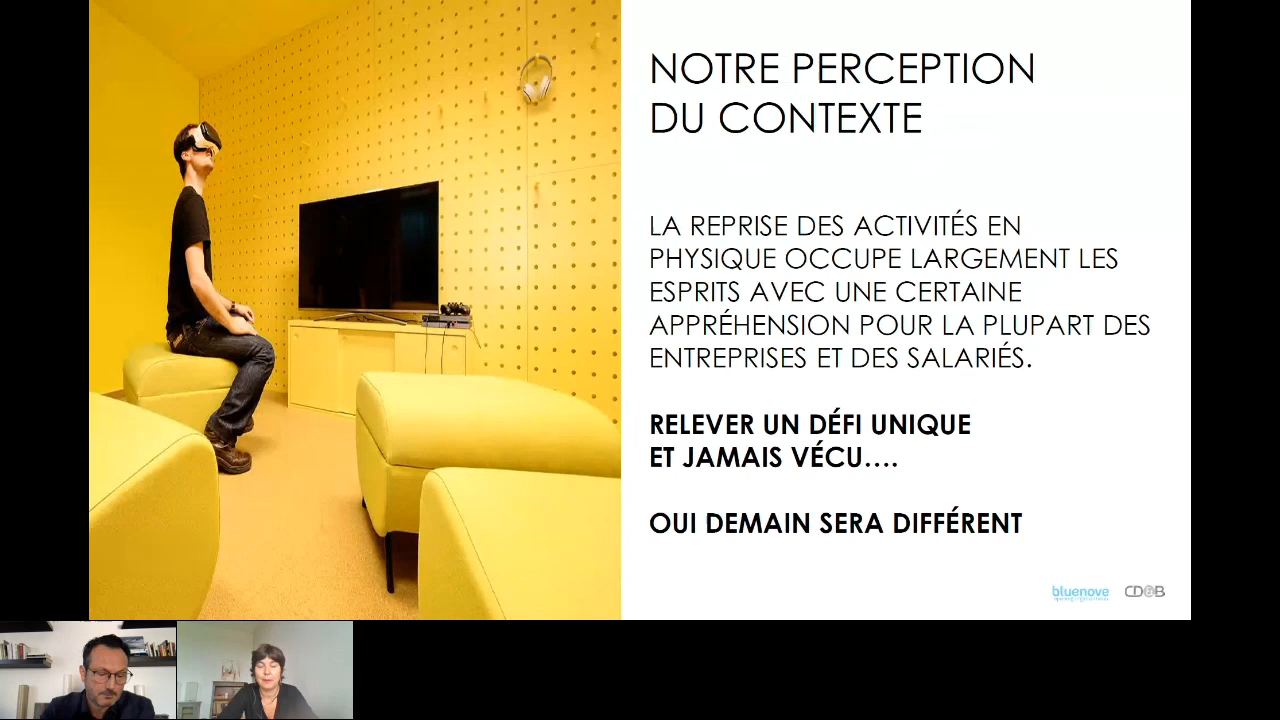 NOTRE PERCEPTION
DU CONTEXTE
LA REPRISE DES ACTIVITÉS EN
PHYSIQUE OCCUPE LARGEMENT LES
ESPRITS AVEC UNE CERTAINE
APPRÉHENSION POUR LA PLUPART DES
ENTREPRISES ET DES SALARIÉS.
RELEVER UN DÉFI UNIQUE
ET JAMAIS VÉCU....
OUI DEMAIN SERA DIFFÉRENT
bluenove CD@B